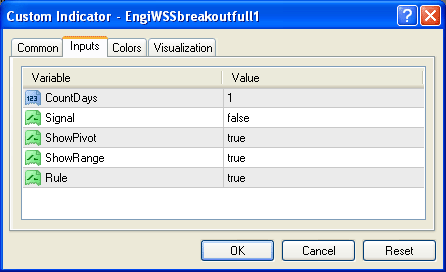 Custom Indicator - EngiWSSbreakoutfull1
Common Inputs Colors Visualization
Variable Value
123 CountDays 1
Signal false
ShowPivot true
ShowRange true
Rule true
OK Cancel Reset